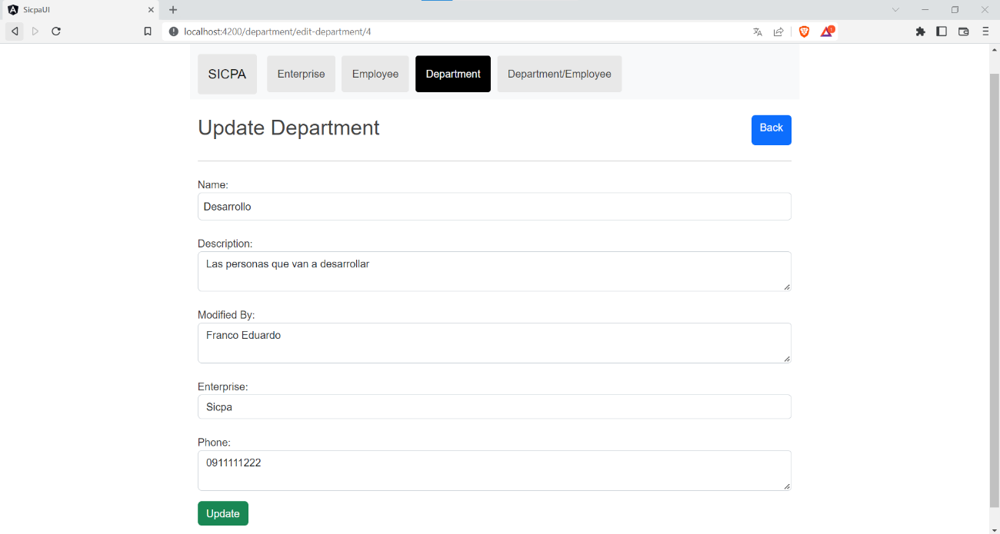 SicpaUI
localhost:4200/department/edit-department/4
1
SICPA Enterprise Employee Department Department/Employee
Update Department
Back
Name:
Desarrollo
Description:
Las personas que van a desarrollar
Modified By:
Franco Eduardo
Enterprise:
Sicpa
Phone:
0911111222
Update